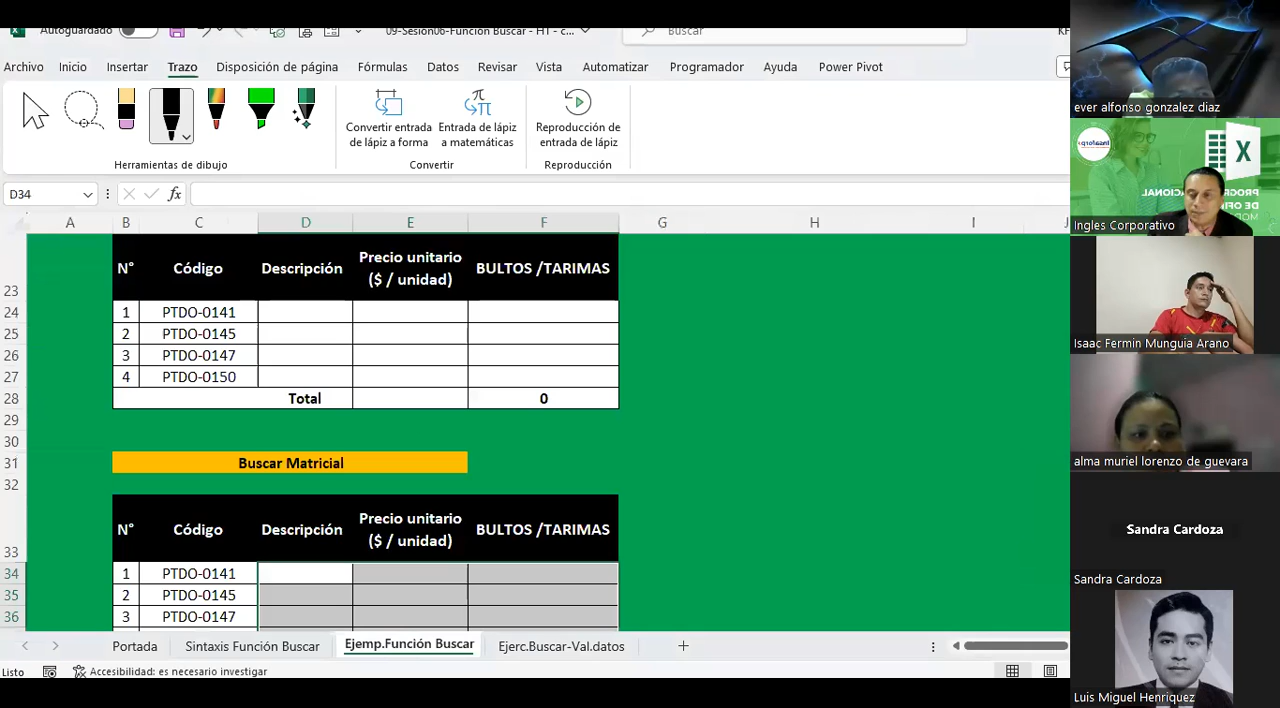 Autoguardado
09-Sesión06-Función Buscar - HT - c...
Buscar
Archivo Inicio Insertar Trazo Disposición de página Fórmulas Datos Revisar Vista Automatizar Programador Ayuda Power Pivot
Convertir entrada de lápiz a forma
Entrada de lápiz a matemáticas
Reproducción de entrada de lápiz
Herramientas de dibujo Convertir Reproducción
D34 fx
A B C D E F G H I J
23 N° Código Descripción Precio unitario ($ / unidad) BULTOS /TARIMAS
24 1 PTDO-0141
25 2 PTDO-0145
26 3 PTDO-0147
27 4 PTDO-0150
28 Total 0
29
30
31 Buscar Matricial
32
33 N° Código Descripción Precio unitario ($ / unidad) BULTOS /TARIMAS
34 1 PTDO-0141
35 2 PTDO-0145
36 3 PTDO-0147
Portada Sintaxis Función Buscar Ejemp.Función Buscar Ejerc.Buscar-Val.datos
Listo Accesibilidad: es necesario investigar
ever alfonso gonzalez diaz
Ingles Corporativo
Isaac Fermin Munguia Arano
alma muriel lorenzo de guevara
Sandra Cardoza
Sandra Cardoza
Luis Miguel Henriquez